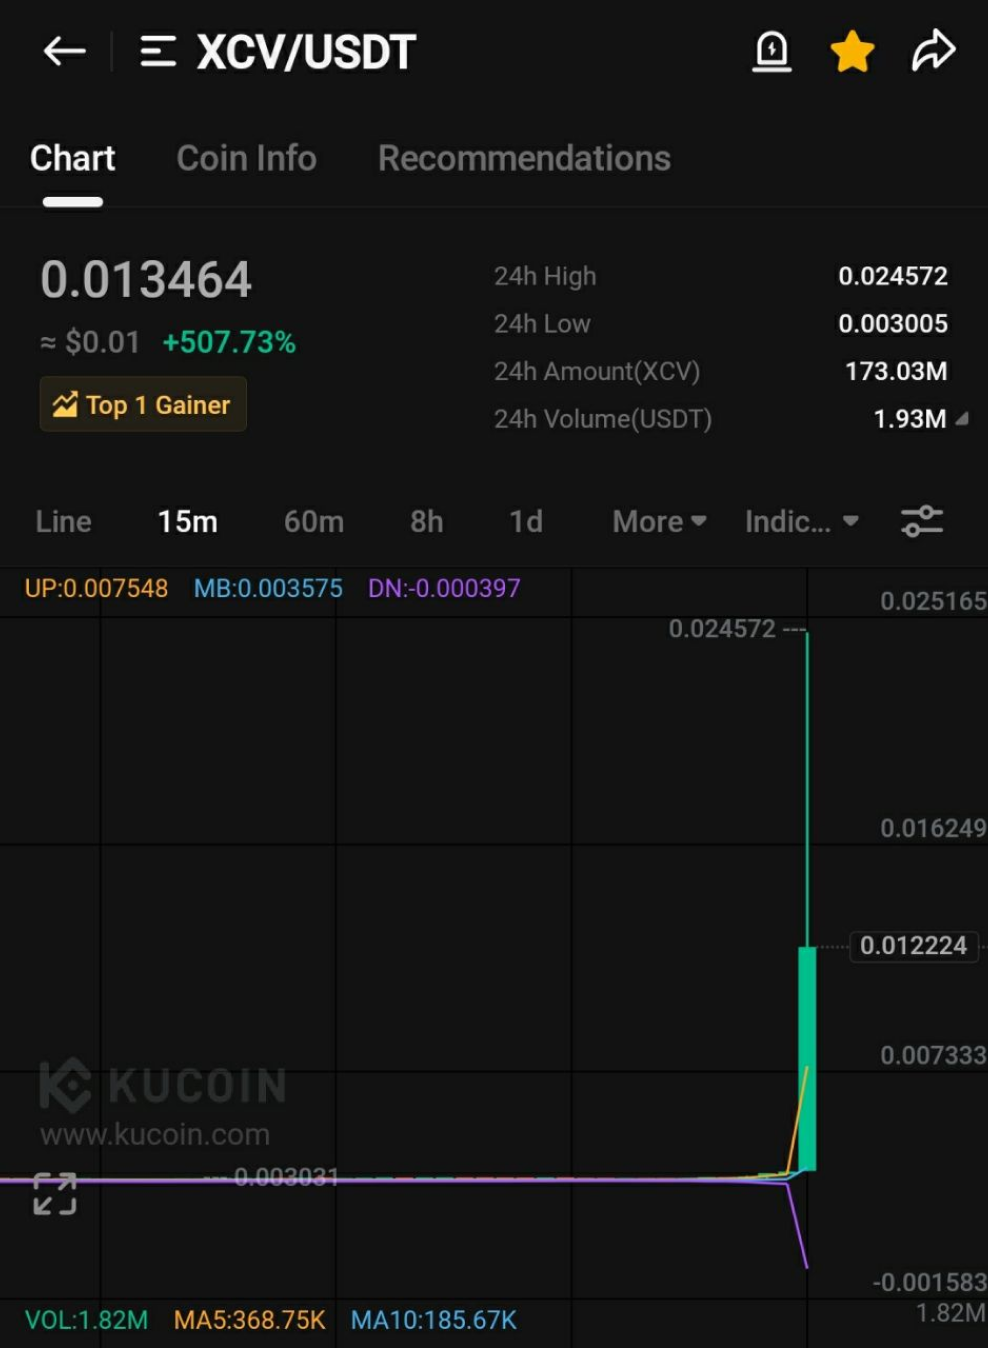 XCV/USDT
Chart Coin Info Recommendations
0.013464
≈ $0.01 +507.73%
Top 1 Gainer
24h High 0.024572
24h Low 0.003005
24h Amount(XCV) 173.03M
24h Volume(USDT) 1.93M
Line 15m 60m 8h 1d More Indic...
UP:0.007548 MB:0.003575 DN:-0.000397
0.025165
0.024572
0.016249
0.012224
0.007333
KUCOIN
www.kucoin.com
0.003031
-0.001583
VOL:1.82M MA5:368.75K MA10:185.67K
1.82M